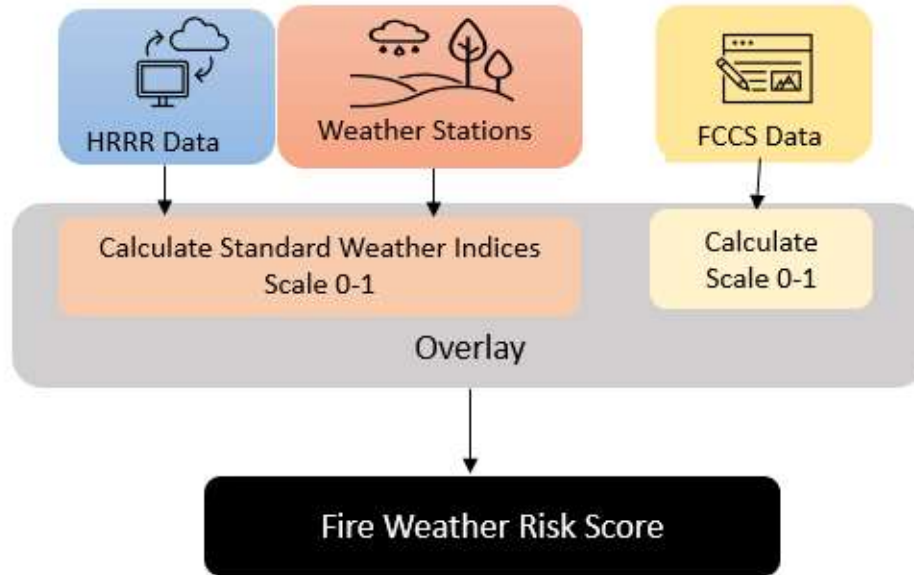 HRRR Data
Weather Stations
FCCS Data
Calculate Standard Weather Indices
Scale 0-1
Calculate
Scale 0-1
Overlay
Fire Weather Risk Score